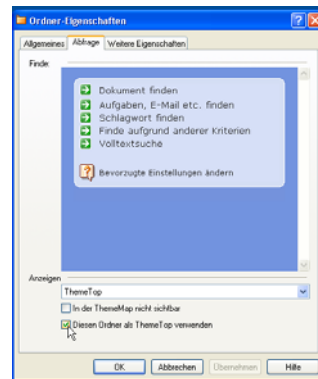 Ordner-Eigenschaften
Allgemeines Abfrage Weitere Eigenschaften
Finde:
Dokument finden
Aufgaben, E-Mail etc. finden
Schlagwort finden
Finde aufgrund anderer Kriterien
Volltextsuche
Bevorzugte Einstellungen ändern
Anzeigen
ThemeTop
In der ThemeMap nicht sichtbar
Diesen Ordner als ThemeTop verwenden
OK Abbrechen Übernehmen Hilfe